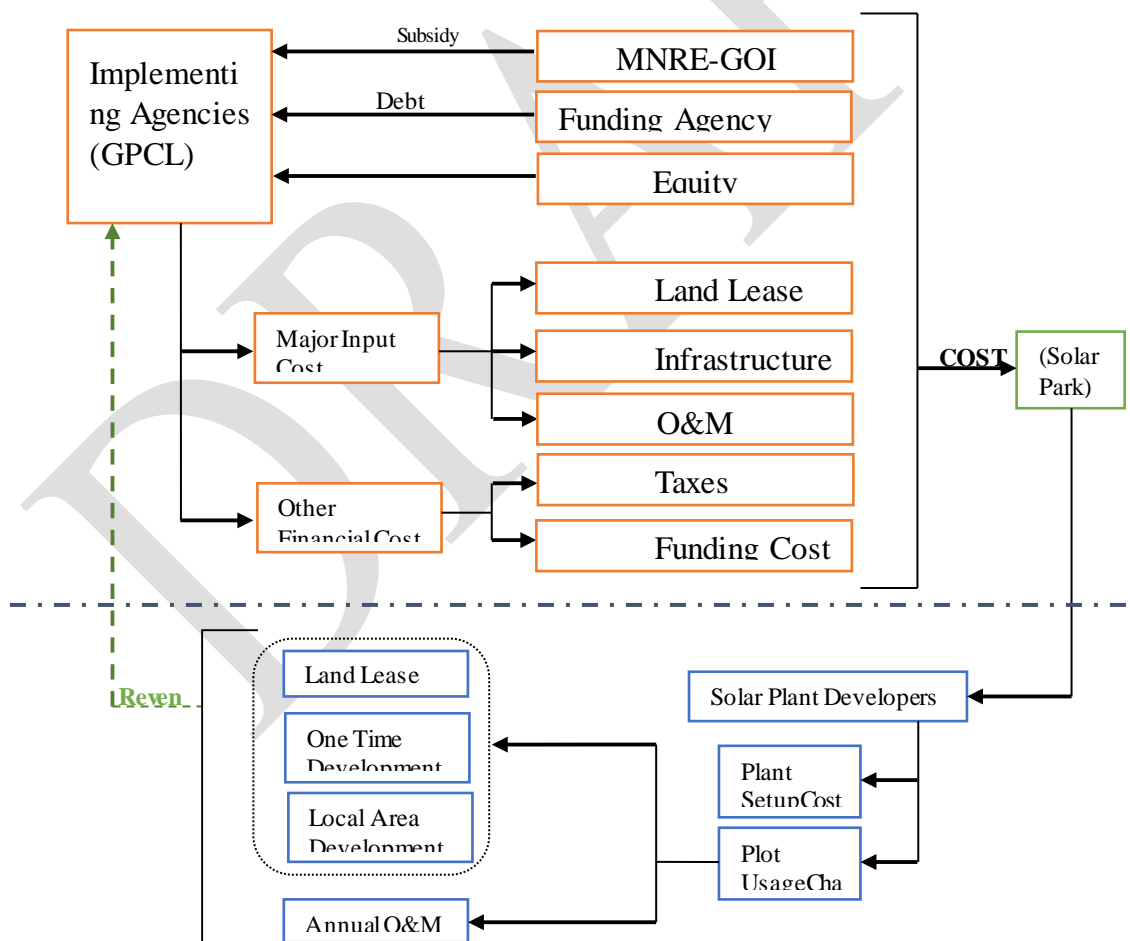 Subsidy
MNRE-GOI
Implementi
ng Agencies
(GPCL)
Debt
Funding Agency
Equity
Land Lease
Major Input
Cost
Infrastructure
COST
(Solar
Park)
O&M
Taxes
Other
Financial Cost
Funding Cost
DRA
Land Lease
Reven
Solar Plant Developers
One Time
Development
Plant
Setup Cost
Local Area
Development
Plot
UsageCha
Annual O&M